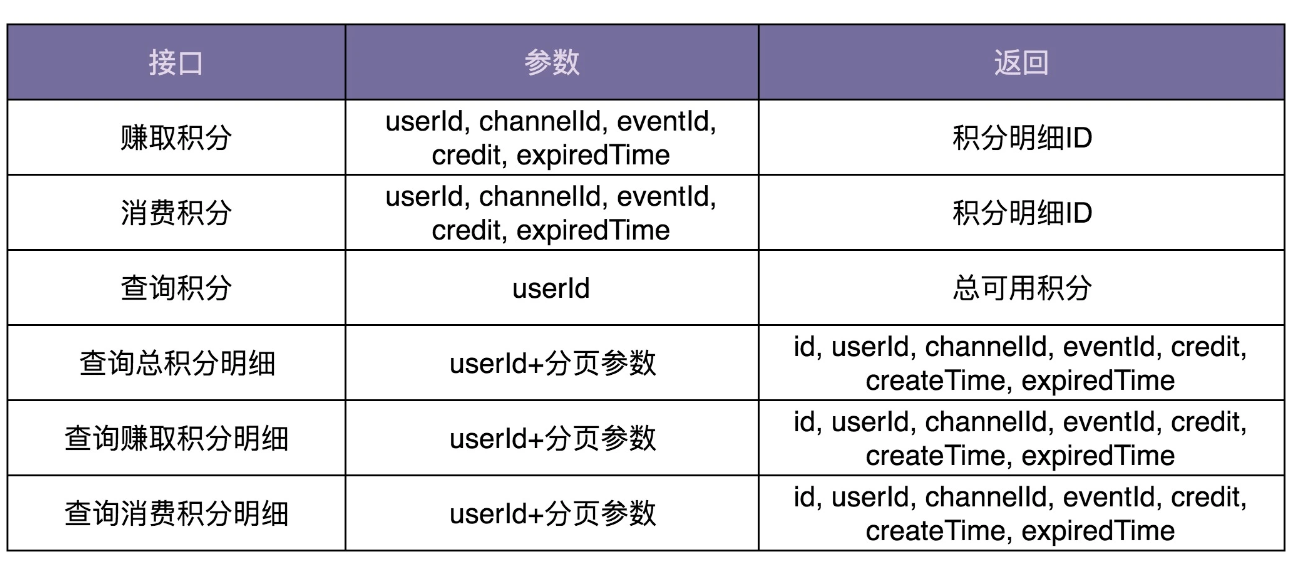 接口
参数
返回
赚取积分
userId, channelId, eventId,
credit, expiredTime
积分明细ID
消费积分
userId, channelId, eventId,
credit, expiredTime
积分明细ID
查询积分
userId
总可用积分
查询总积分明细
userId+分页参数
id, userId, channelId, eventId, credit,
createTime, expiredTime
查询赚取积分明细
userId+分页参数
id, userId, channelId, eventId, credit,
createTime, expiredTime
查询消费积分明细
userId+分页参数
id, userId, channelId, eventId, credit,
createTime, expiredTime